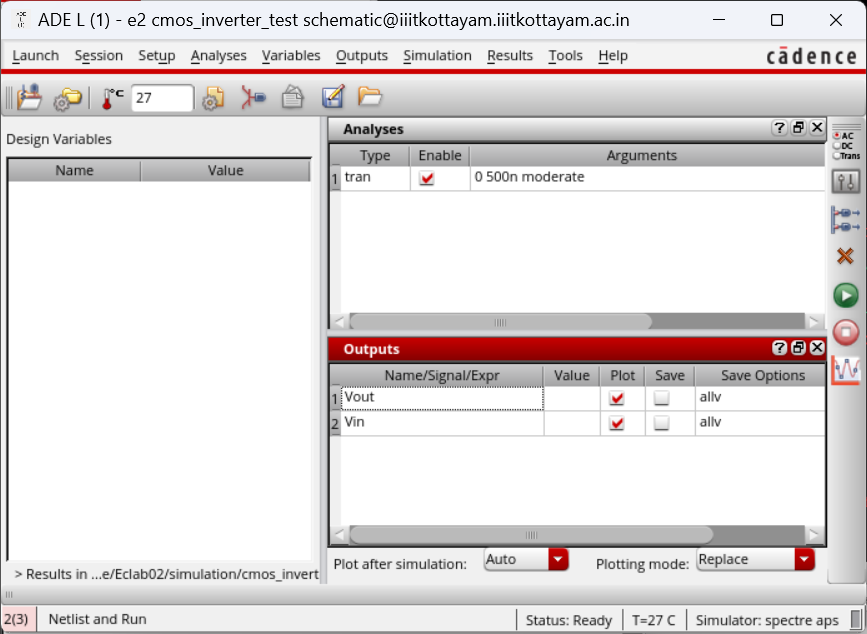 ADE L (1) - e2 cmos_inverter_test schematic@iiitkottayam.iiitkottayam.ac.in
Launch Session Setup Analyses Variables Outputs Simulation Results Tools Help
cādence
°C 27
Design Variables
Name Value
> Results in ...e/Eclab02/simulation/cmos_invert
Analyses
Type Enable Arguments
1 tran 0 500n moderate
Outputs
Name/Signal/Expr Value Plot Save Save Options
1 Vout allv
2 Vin allv
Plot after simulation: Auto Plotting mode: Replace
AC
DC
Trans
2(3) Netlist and Run Status: Ready T=27 C Simulator: spectre aps